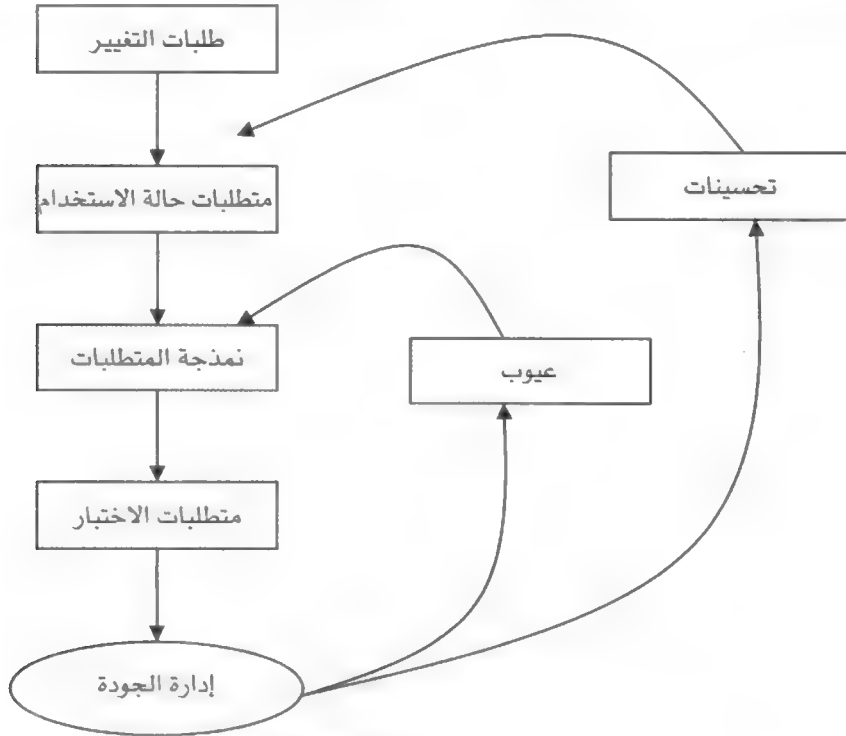 طلبات التغيير
متطلبات حالة الاستخدام
تحسينات
نمذجة المتطلبات
عيوب
متطلبات الاختبار
إدارة الجودة